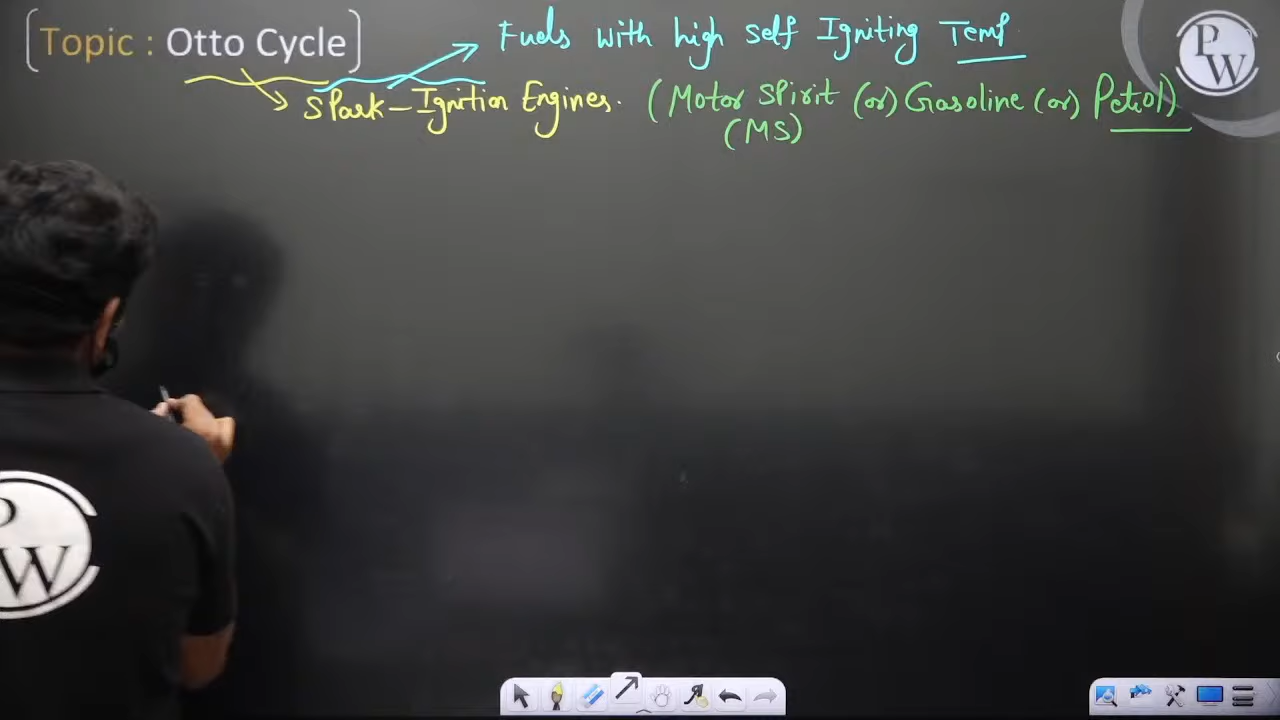 [Topic : Otto Cycle]
Fuels with high self Igniting Temp.
Spark-Ignition Engines. (Motor Spirit (or) Gasoline (or) Petrol)
(MS)
PW
P
W